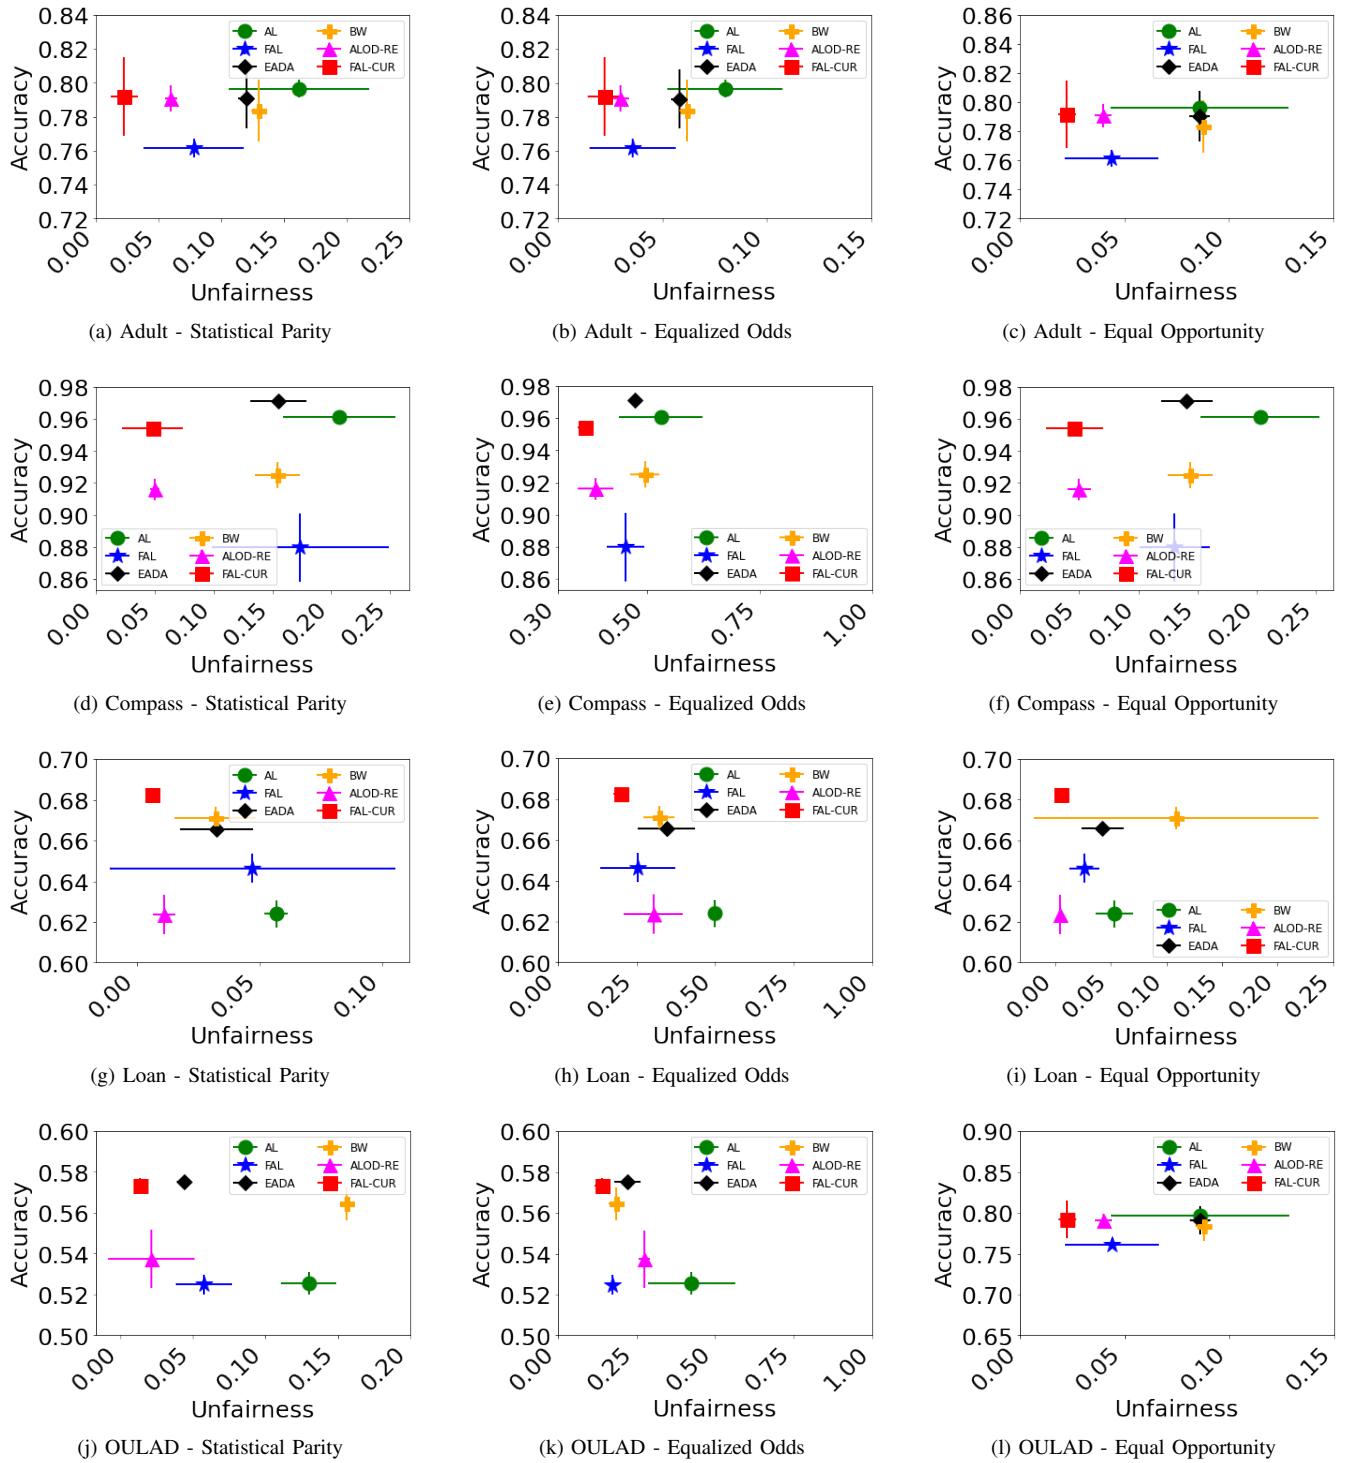 0.84
0.82
0.80
0.78
0.76
0.74
0.72
Accuracy
AL
FAL
EADA
BW
ALOD-RE
FAL-CUR
0.00
0.05
0.10
0.15
0.20
0.25
Unfairness
(a) Adult - Statistical Parity
0.84
0.82
0.80
0.78
0.76
0.74
0.72
Accuracy
AL
FAL
EADA
BW
ALOD-RE
FAL-CUR
0.00
0.05
0.10
0.15
Unfairness
(b) Adult - Equalized Odds
0.86
0.84
0.82
0.80
0.78
0.76
0.74
0.72
Accuracy
AL
FAL
EADA
BW
ALOD-RE
FAL-CUR
0.00
0.05
0.10
0.15
Unfairness
(c) Adult - Equal Opportunity
0.98
0.96
0.94
0.92
0.90
0.88
0.86
Accuracy
AL
FAL
EADA
BW
ALOD-RE
FAL-CUR
0.00
0.05
0.10
0.15
0.20
0.25
Unfairness
(d) Compass - Statistical Parity
0.98
0.96
0.93
0.92
0.90
0.88
0.86
Accuracy
AL
FAL
EADA
BW
ALOD-RE
FAL-CUR
0.30
0.50
0.75
1.00
Unfairness
(e) Compass - Equalized Odds
0.98
0.96
0.94
0.92
0.90
0.88
0.86
Accuracy
AL
FAL
EADA
BW
ALOD-RE
FAL-CUR
0.00
0.05
0.10
0.15
0.20
0.25
Unfairness
(f) Compass - Equal Opportunity
0.70
0.68
0.66
0.64
0.62
0.60
Accuracy
AL
FAL
EADA
BW
ALOD-RE
FAL-CUR
0.00
0.05
0.10
Unfairness
(g) Loan - Statistical Parity
0.70
0.68
0.66
0.64
0.62
0.60
Accuracy
AL
FAL
EADA
BW
ALOD-RE
FAL-CUR
0.00
0.25
0.50
0.75
1.00
Unfairness
(h) Loan - Equalized Odds
0.70
0.68
0.66
0.64
0.62
0.60
Accuracy
AL
FAL
EADA
BW
ALOD-RE
FAL-CUR
0.00
0.05
0.10
0.15
0.20
0.25
Unfairness
(i) Loan - Equal Opportunity
0.60
0.58
0.56
0.54
0.52
0.50
Accuracy
AL
FAL
EADA
BW
ALOD-RE
FAL-CUR
0.00
0.05
0.10
0.15
0.20
Unfairness
(j) OULAD - Statistical Parity
0.60
0.58
0.56
0.54
0.52
0.50
Accuracy
AL
FAL
EADA
BW
ALOD-RE
FAL-CUR
0.00
0.25
0.50
0.75
1.00
Unfairness
(k) OULAD - Equalized Odds
0.90
0.85
0.80
0.75
0.70
0.65
Accuracy
AL
FAL
EADA
BW
ALOD-RE
FAL-CUR
0.00
0.05
0.10
0.15
Unfairness
(l) OULAD - Equal Opportunity